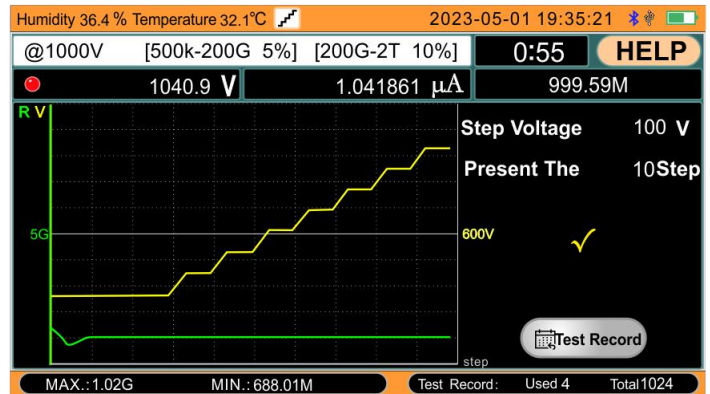 Humidity 36.4 % Temperature 32.1℃ 2023-05-01 19:35:21
@1000V [500k-200G 5%] [200G-2T 10%] 0:55 HELP
1040.9 V 1.041861 μA 999.59M
R V
Step Voltage 100 V
Present The 10Step
5G 600V
Test Record
step
MAX.:1.02G MIN.:688.01M Test Record: Used 4 Total1024